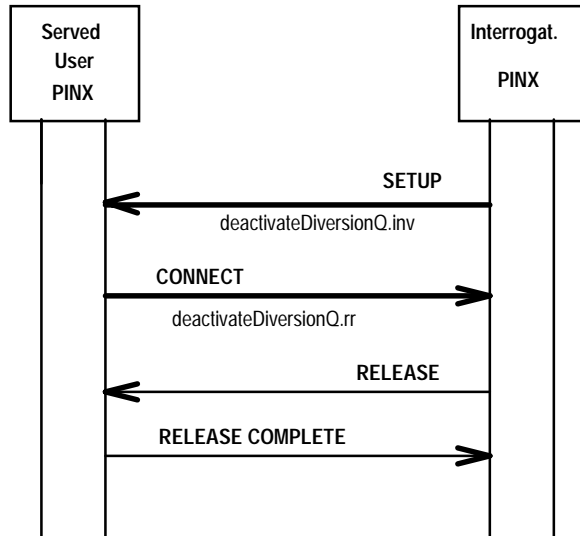 Served
User
PINX
Interrogat.
PINX
SETUP
deactivateDiversionQ.inv
CONNECT
deactivateDiversionQ.rr
RELEASE
RELEASE COMPLETE